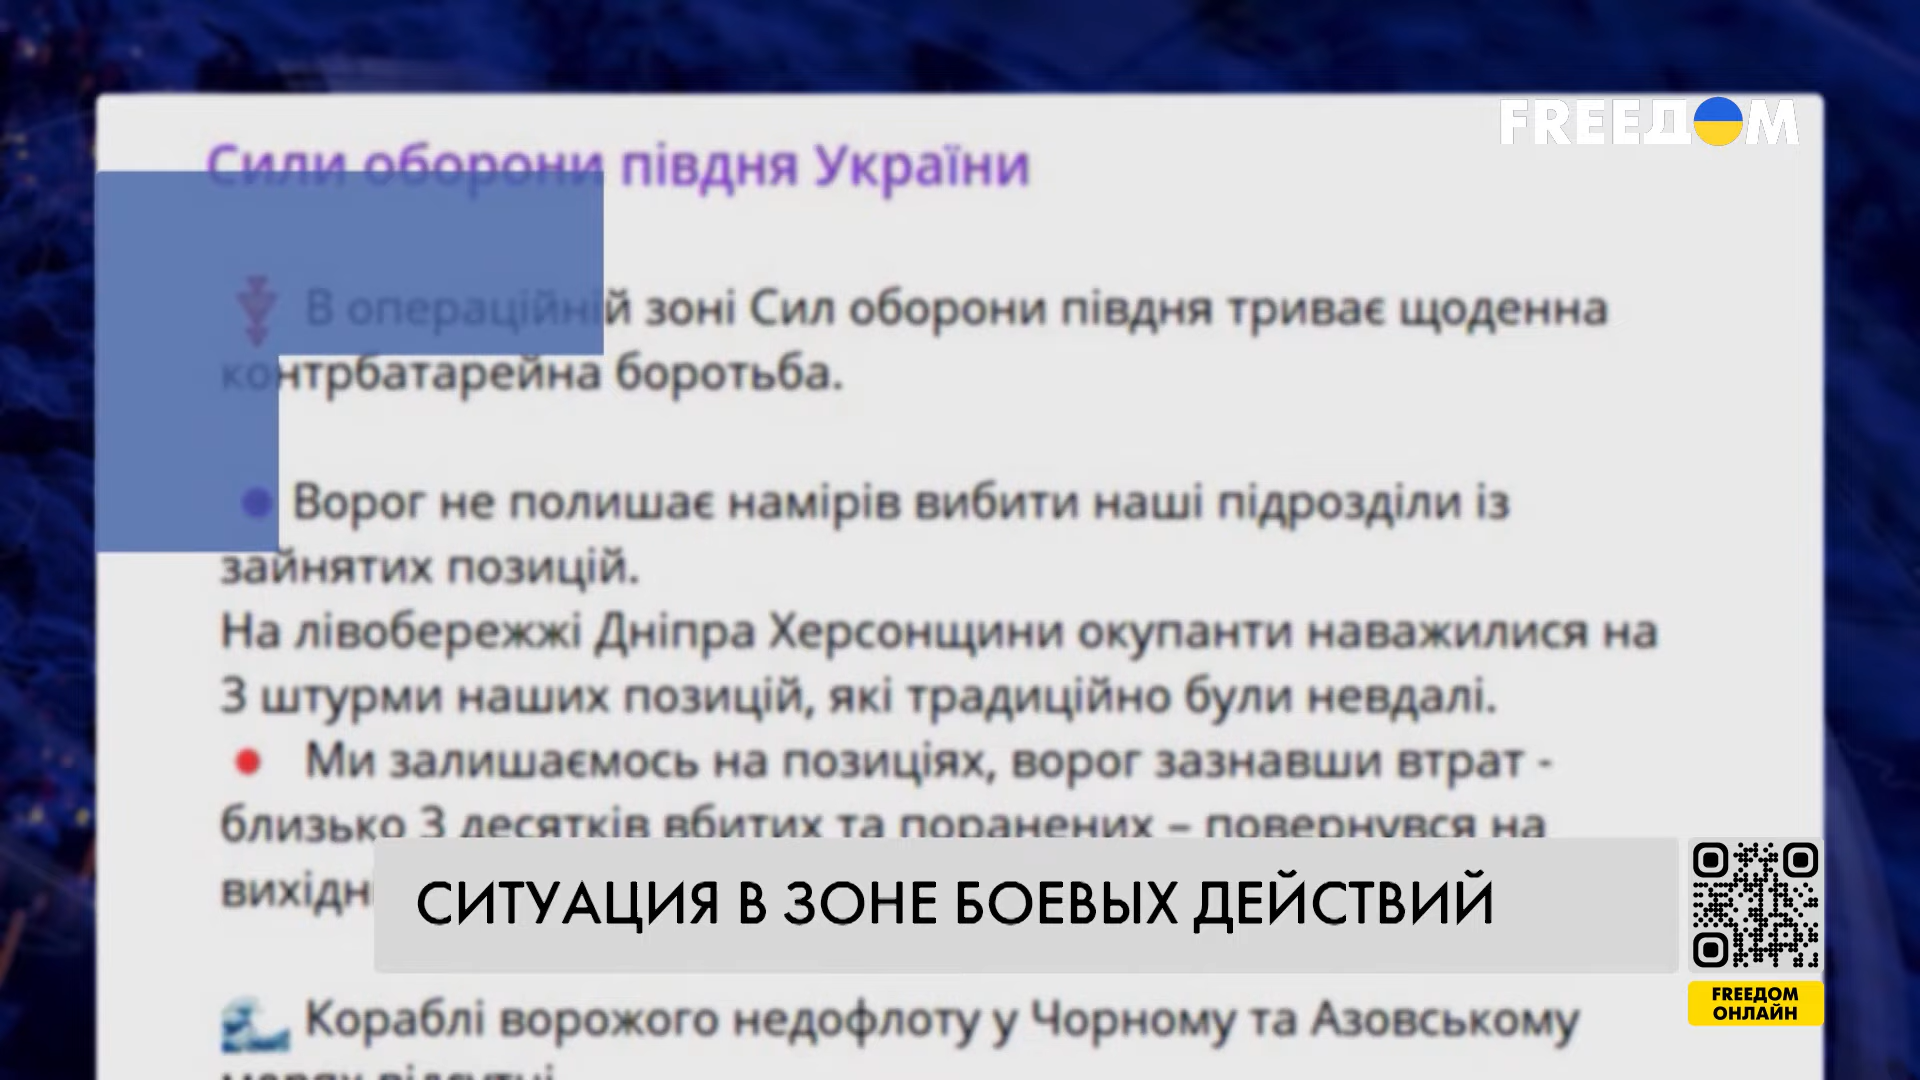 FREEДOM
Сили оборони півдня України
В операційній зоні Сил оборони півдня триває щоденна
контрбатарейна боротьба.
Ворог не полишає намірів вибити наші підрозділи із
зайнятих позицій.
На лівобережжі Дніпра Херсонщини окупанти наважилися на
3 штурми наших позицій, які традиційно були невдалі.
Ми залишаємось на позиціях, ворог зазнавши втрат -
близько 3 десятків вбитих та поранених – повернувся на
СИТУАЦИЯ В ЗОНЕ БОЕВЫХ ДЕЙСТВИЙ
FREEДОМ
ОНЛАЙН
Кораблі ворожого недофлоту у Чорному та Азовському
морях відсутні